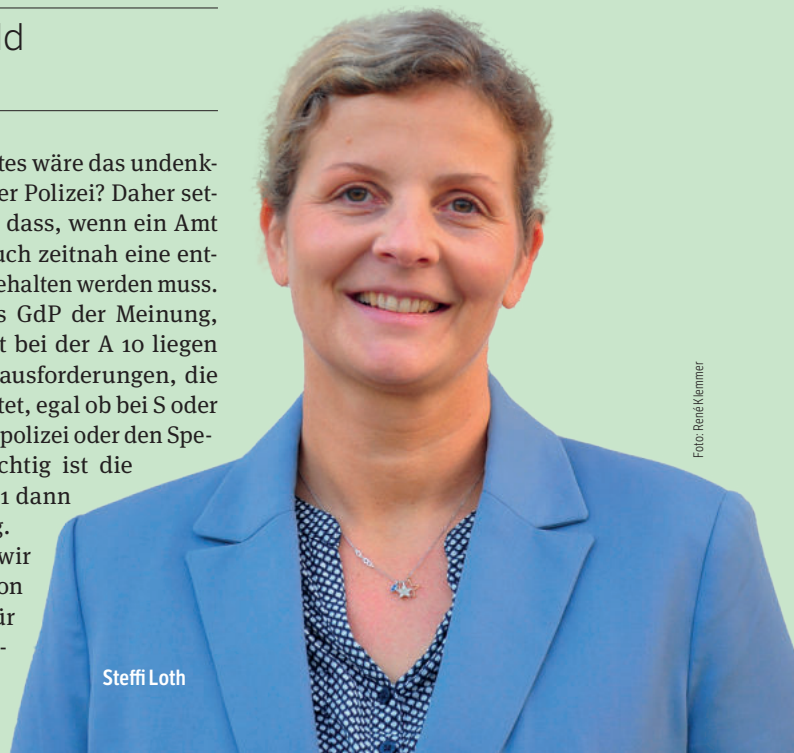 ld
tes wäre das undenk-
er Polizei? Daher set-
dass, wenn ein Amt
uch zeitnah eine ent-
ehalten werden muss.
s GdP der Meinung,
t bei der A 10 liegen
ausforderungen, die
tet, egal ob bei S oder
polizei oder den Spe-
chtig ist die
1 dann
g.
wir
on
ür
-
Steffi Loth
Foto: René Klemmer